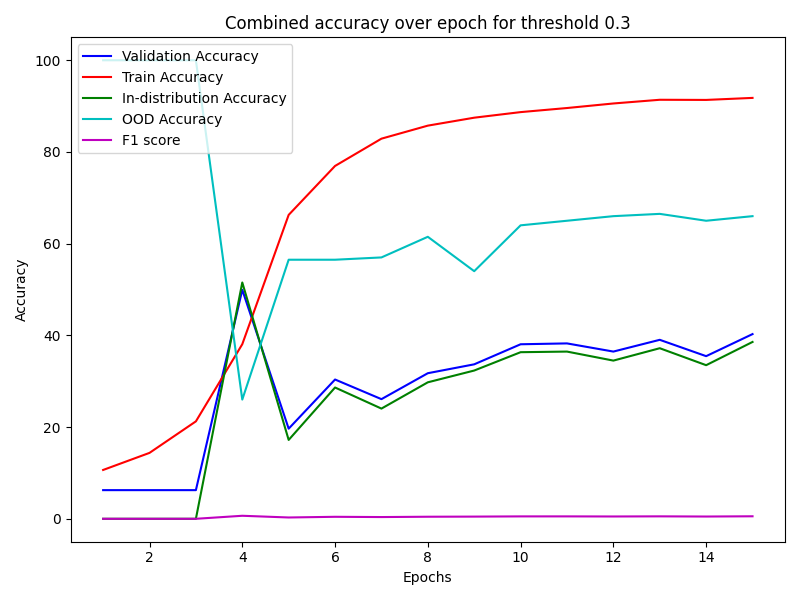 Combined accuracy over epoch for threshold 0.3
Validation Accuracy
Train Accuracy
In-distribution Accuracy
OOD Accuracy
F1 score
100
80
60
40
20
0
Accuracy
2 4 6 8 10 12 14
Epochs